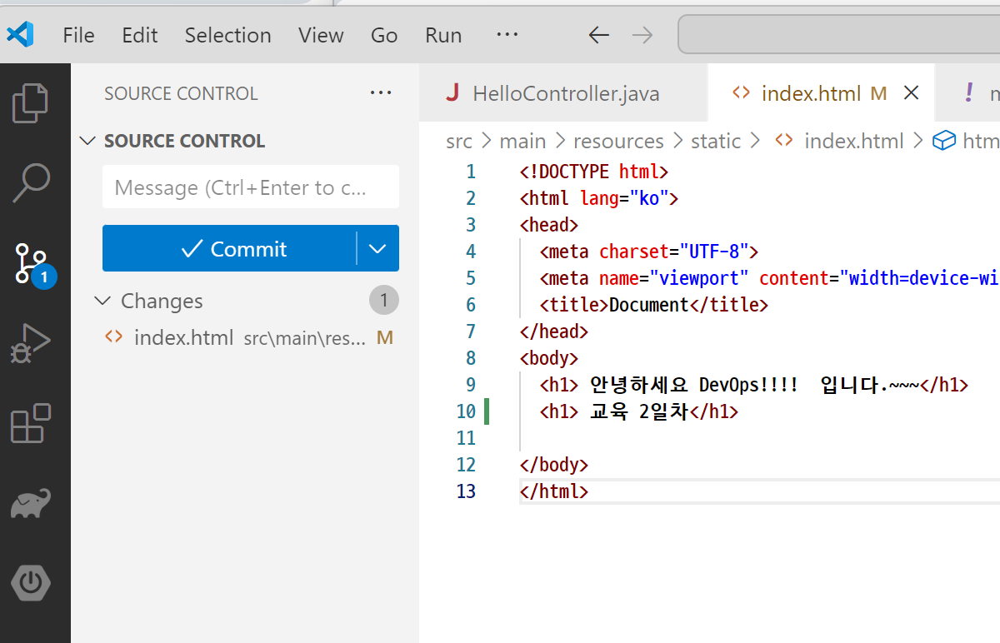 File Edit Selection View Go Run ···
SOURCE CONTROL ···
SOURCE CONTROL
Message (Ctrl+Enter to c...
Commit
Changes 1
index.html src\main\res... M
1
HelloController.java
index.html M
src > main > resources > static > index.html > htm
1 <!DOCTYPE html>
2 <html lang="ko">
3 <head>
4 <meta charset="UTF-8">
5 <meta name="viewport" content="width=device-wi
6 <title>Document</title>
7 </head>
8 <body>
9 <h1> 안녕하세요 DevOps!!!!  입니다.~~~</h1>
10 <h1> 교육 2일차</h1>
11
12 </body>
13 </html>